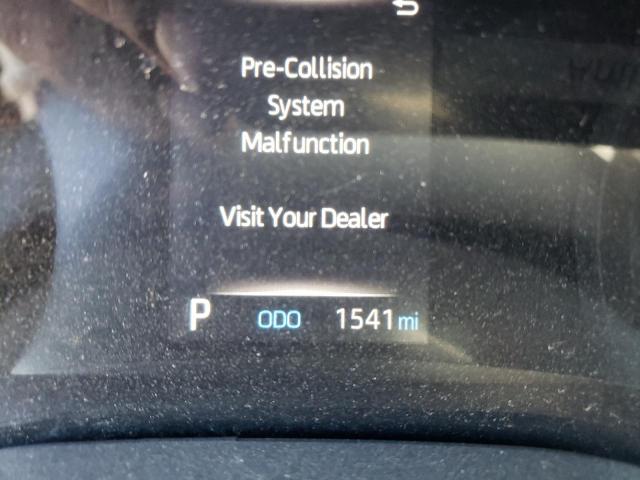 Pre-Collision
System
Malfunction
Visit Your Dealer
P ODO 1541 mi